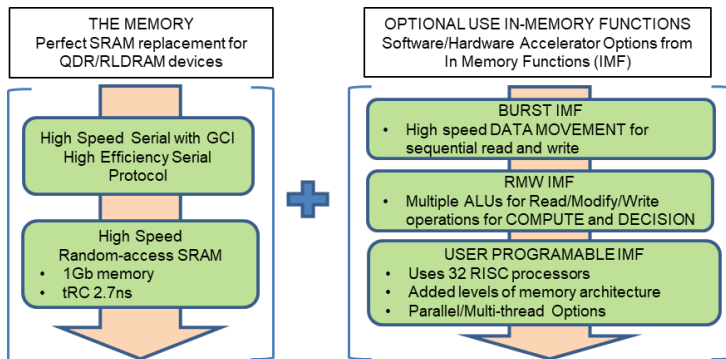 THE MEMORY
Perfect SRAM replacement for
QDR/RLDRAM devices
High Speed Serial with GCI
High Efficiency Serial
Protocol
High Speed
Random-access SRAM
• 1Gb memory
• tRC 2.7ns
OPTIONAL USE IN-MEMORY FUNCTIONS
Software/Hardware Accelerator Options from
In Memory Functions (IMF)
BURST IMF
• High speed DATA MOVEMENT for
sequential read and write
RMW IMF
• Multiple ALUs for Read/Modify/Write
operations for COMPUTE and DECISION
USER PROGRAMABLE IMF
• Uses 32 RISC processors
• Added levels of memory architecture
• Parallel/Multi-thread Options